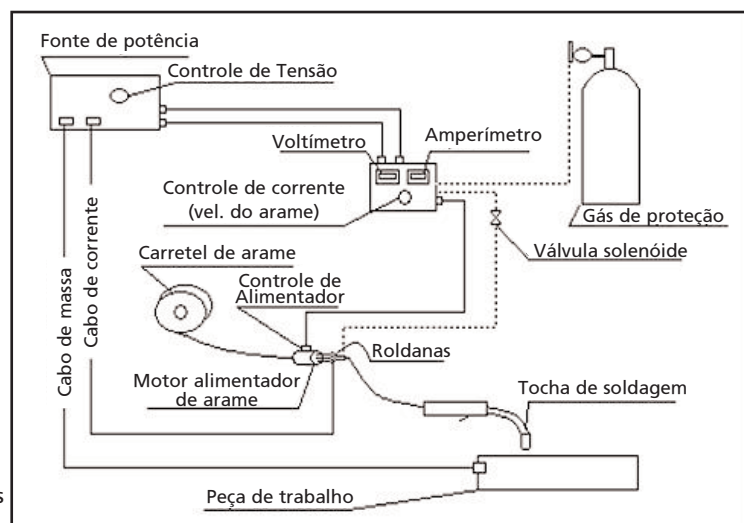 Fonte de potência
Controle de Tensão
Voltímetro
Amperímetro
Controle de corrente
(vel. do arame)
Gás de proteção
Válvula solenóide
Carretel de arame
Controle de
Alimentador
Cabo de massa
Cabo de corrente
Roldanas
Motor alimentador
de arame
Tocha de soldagem
Peça de trabalho
s